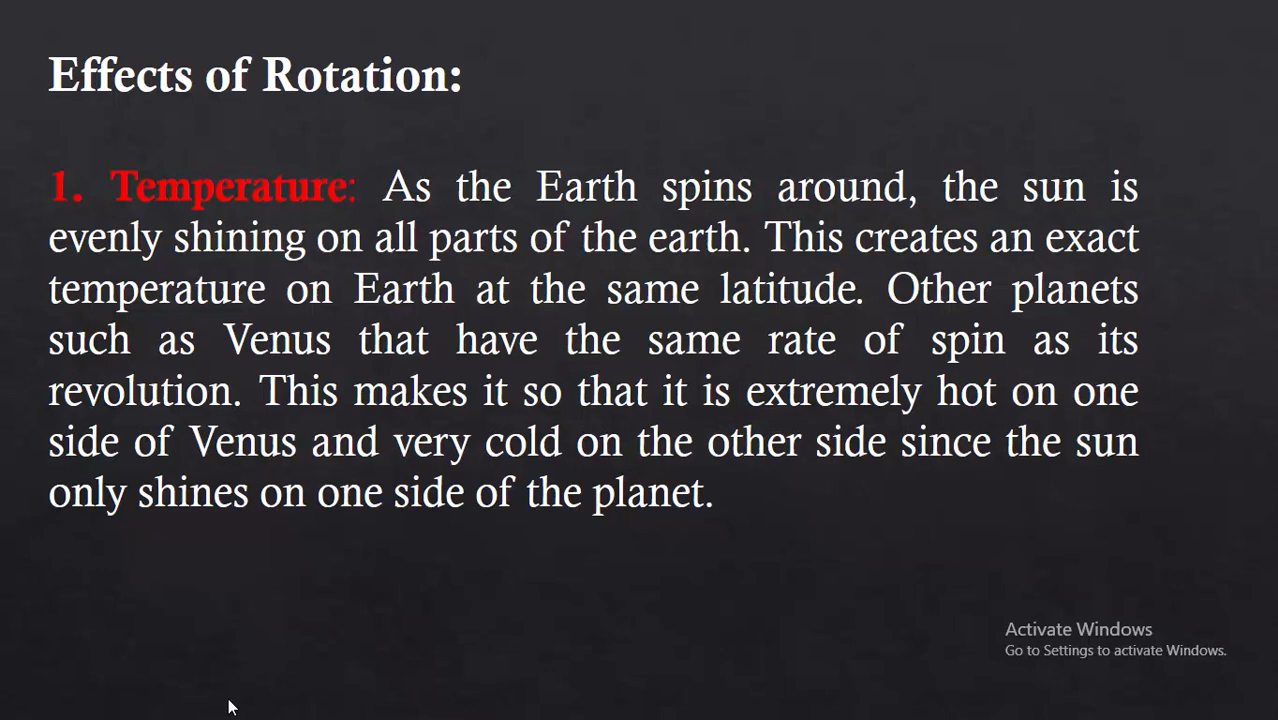 Effects of Rotation:
1. Temperature: As the Earth spins around, the sun is
evenly shining on all parts of the earth. This creates an exact
temperature on Earth at the same latitude. Other planets
such as Venus that have the same rate of spin as its
revolution. This makes it so that it is extremely hot on one
side of Venus and very cold on the other side since the sun
only shines on one side of the planet.
Activate Windows
Go to Settings to activate Windows.